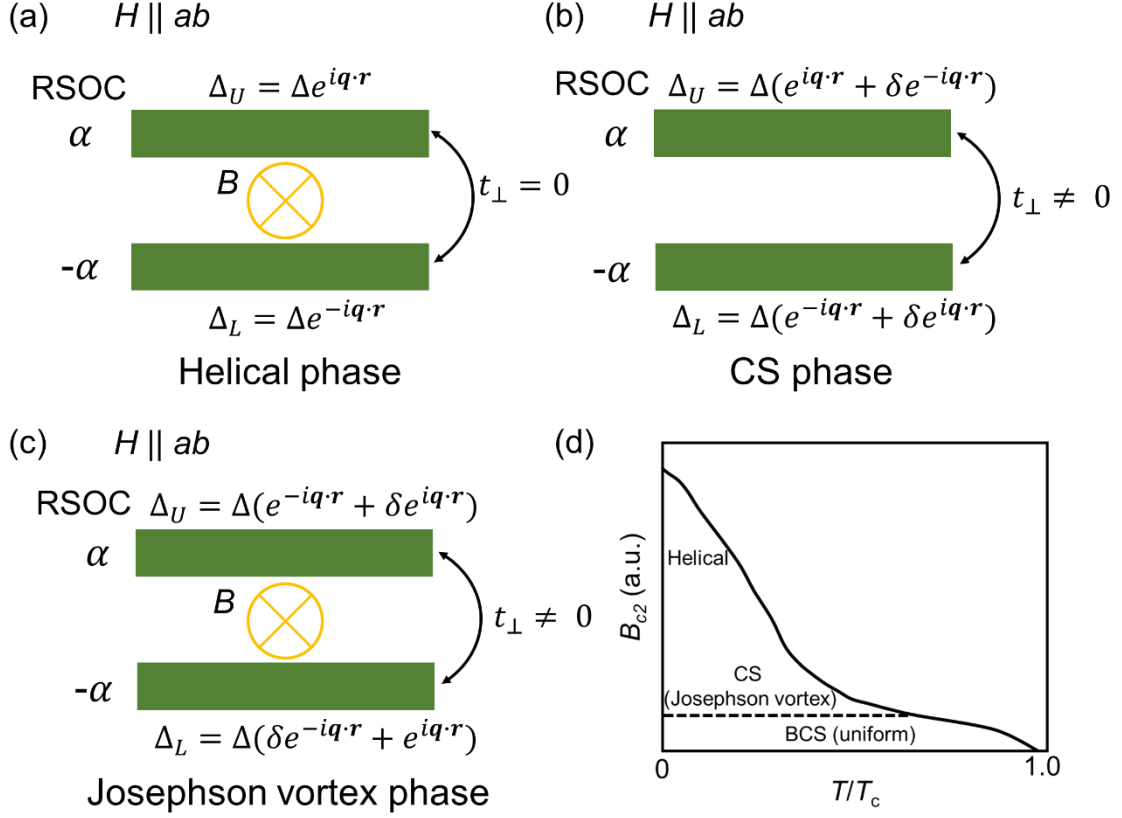 (a) H || ab
RSOC Δ_U = Δe^{iq·r}
α
B
t_⊥ = 0
-α
Δ_L = Δe^{-iq·r}
Helical phase
(b) H || ab
RSOC Δ_U = Δ(e^{iq·r} + δe^{-iq·r})
α
t_⊥ ≠ 0
-α
Δ_L = Δ(e^{-iq·r} + δe^{iq·r})
CS phase
(c) H || ab
RSOC Δ_U = Δ(e^{-iq·r} + δe^{iq·r})
α
B
t_⊥ ≠ 0
-α
Δ_L = Δ(δe^{-iq·r} + e^{iq·r})
Josephson vortex phase
(d)
B_{c2} (a.u.)
Helical
CS
(Josephson vortex)
BCS (uniform)
0
1.0
T/T_c